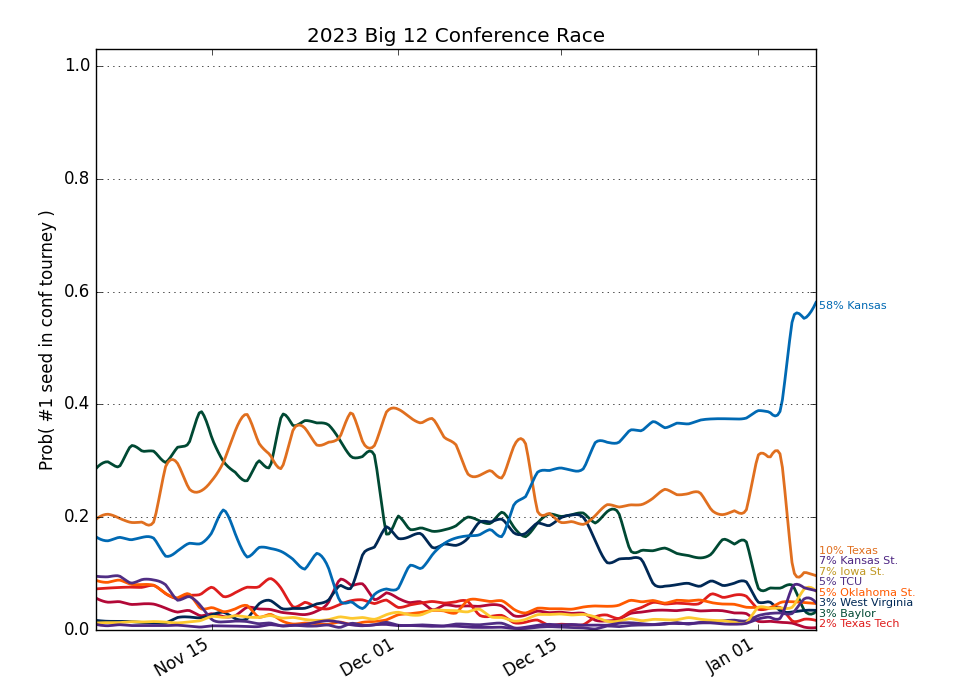 2023 Big 12 Conference Race
Prob( #1 seed in conf tourney )
1.0
0.8
0.6
0.4
0.2
0.0
Nov 15
Dec 01
Dec 15
Jan 01
58% Kansas
10% Texas
7% Kansas St.
7% Iowa St.
5% TCU
5% Oklahoma St.
3% West Virginia
3% Baylor
2% Texas Tech